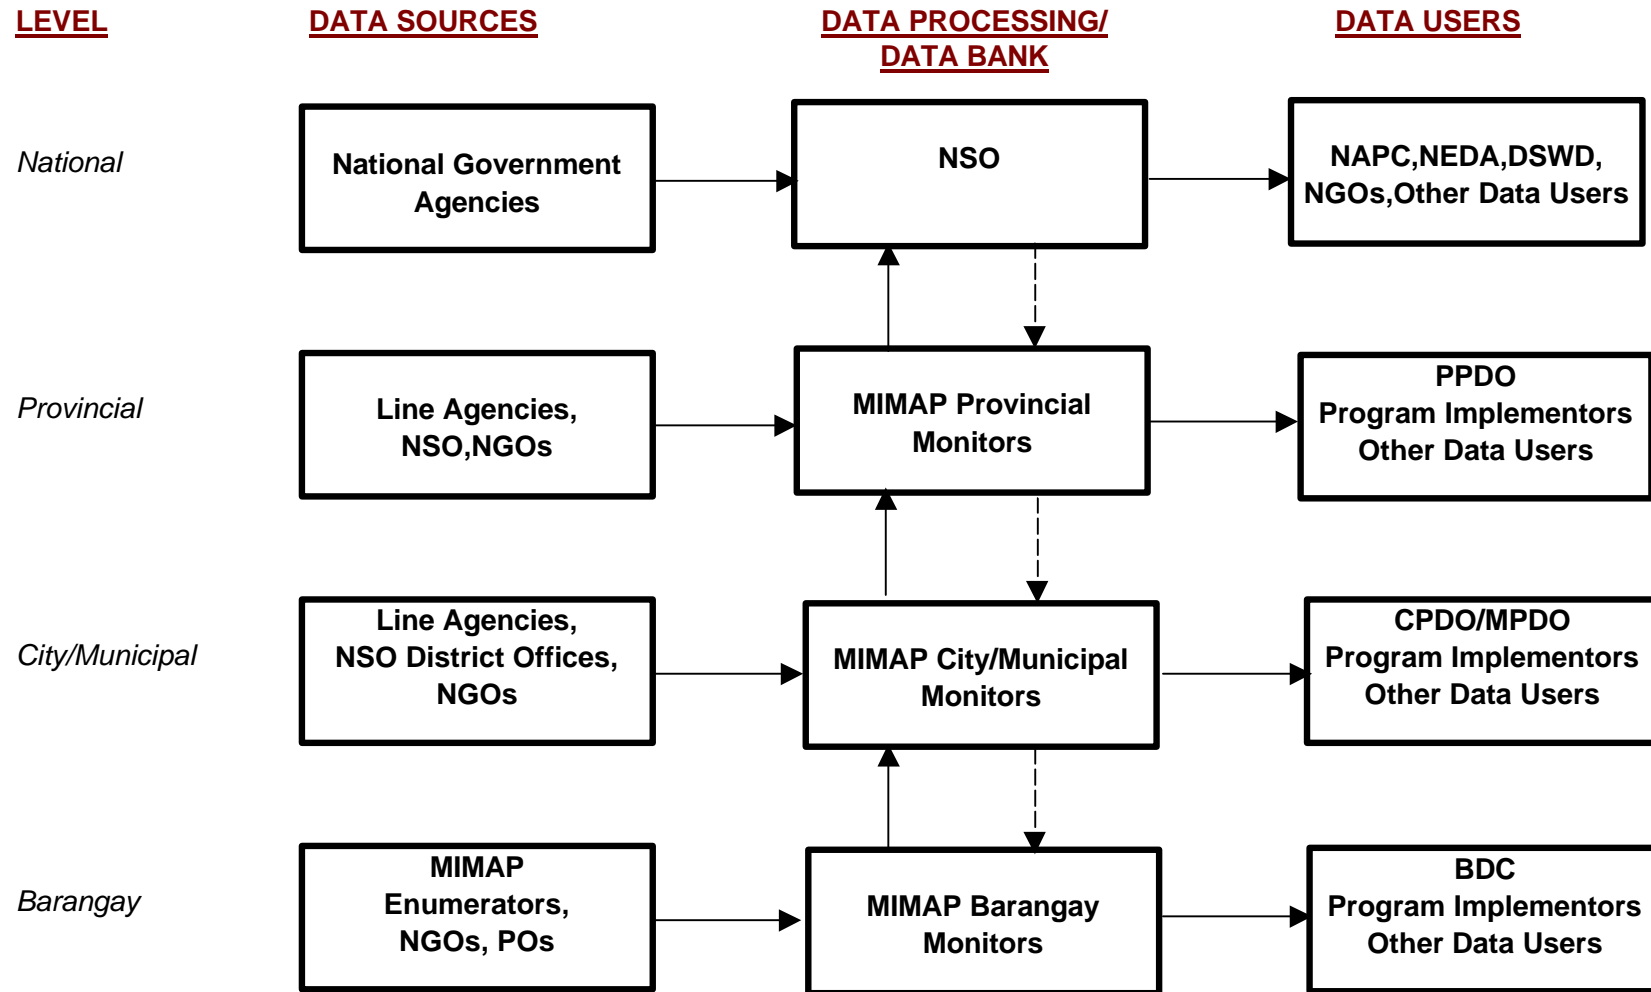 LEVEL
DATA SOURCES
DATA PROCESSING/
DATA BANK
DATA USERS
National
National Government
Agencies
NSO
NAPC,NEDA,DSWD,
NGOs,Other Data Users
Provincial
Line Agencies,
NSO,NGOs
MIMAP Provincial
Monitors
PPDO
Program Implementors
Other Data Users
City/Municipal
Line Agencies,
NSO District Offices,
NGOs
MIMAP City/Municipal
Monitors
CPDO/MPDO
Program Implementors
Other Data Users
Barangay
MIMAP
Enumerators,
NGOs, POs
MIMAP Barangay
Monitors
BDC
Program Implementors
Other Data Users